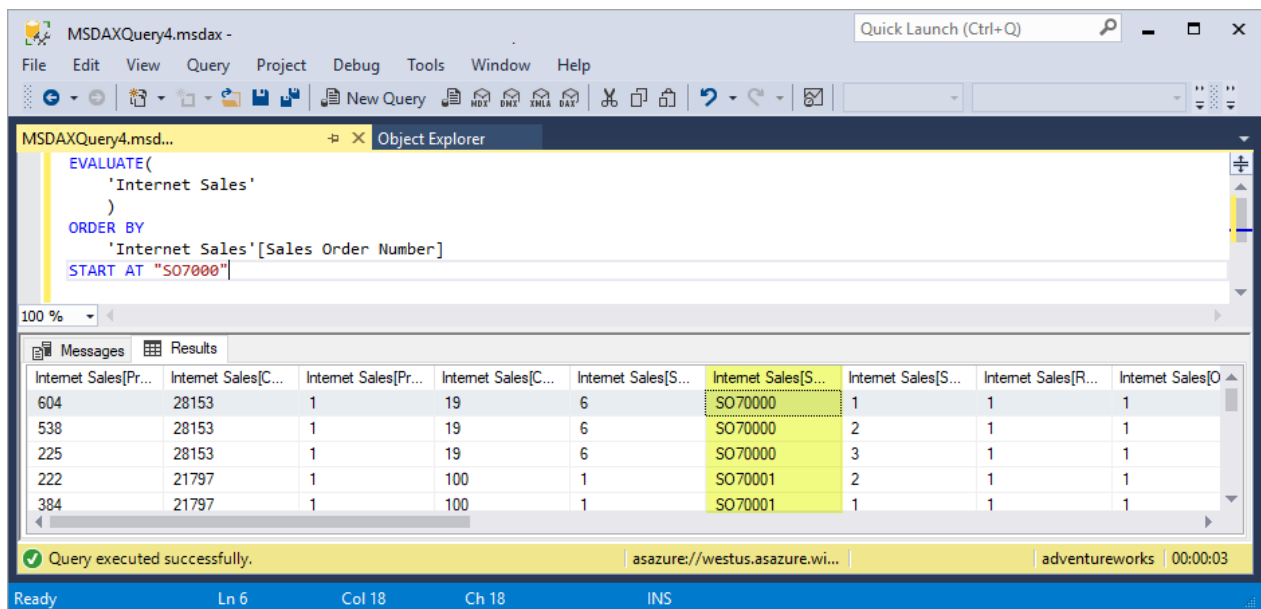 MSDAXQuery4.msdax -
Quick Launch (Ctrl+Q)
File Edit View Query Project Debug Tools Window Help
New Query MDX DMX XMLA DAX
MSDAXQuery4.msd... Object Explorer
EVALUATE(
'Internet Sales'
)
ORDER BY
'Internet Sales'[Sales Order Number]
START AT "SO7000"
100 %
Messages Results
Internet Sales[Pr... Internet Sales[C... Internet Sales[Pr... Internet Sales[C... Internet Sales[S... Internet Sales[S... Internet Sales[S... Internet Sales[R... Internet Sales[O
604 28153 1 19 6 SO70000 1 1 1
538 28153 1 19 6 SO70000 2 1 1
225 28153 1 19 6 SO70000 3 1 1
222 21797 1 100 1 SO70001 2 1 1
384 21797 1 100 1 SO70001 1 1 1
Query executed successfully. asazure://westus.asazure.wi... adventureworks 00:00:03
Ready Ln 6 Col 18 Ch 18 INS